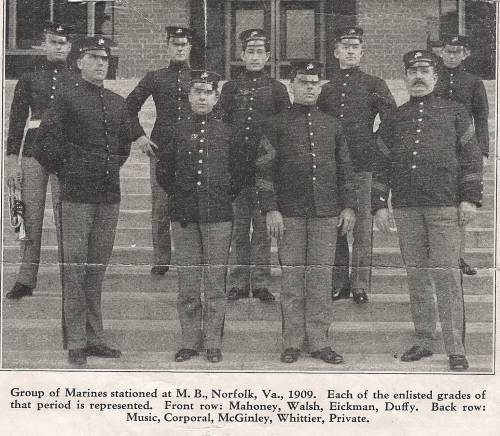 Group of Marines stationed at M. B., Norfolk, Va., 1909. Each of the enlisted grades of
that period is represented. Front row: Mahoney, Walsh, Eickman, Duffy. Back row:
Music, Corporal, McGinley, Whittier, Private.